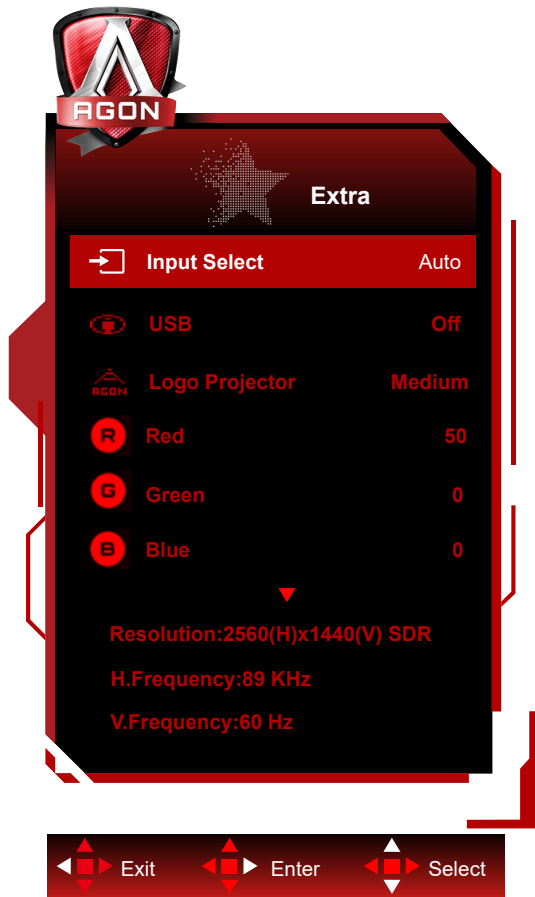 AGON
Extra
Input Select Auto
USB Off
AGON Logo Projector Medium
R Red 50
G Green 0
B Blue 0
Resolution:2560(H)x1440(V) SDR
H.Frequency:89 KHz
V.Frequency:60 Hz
Exit Enter Select